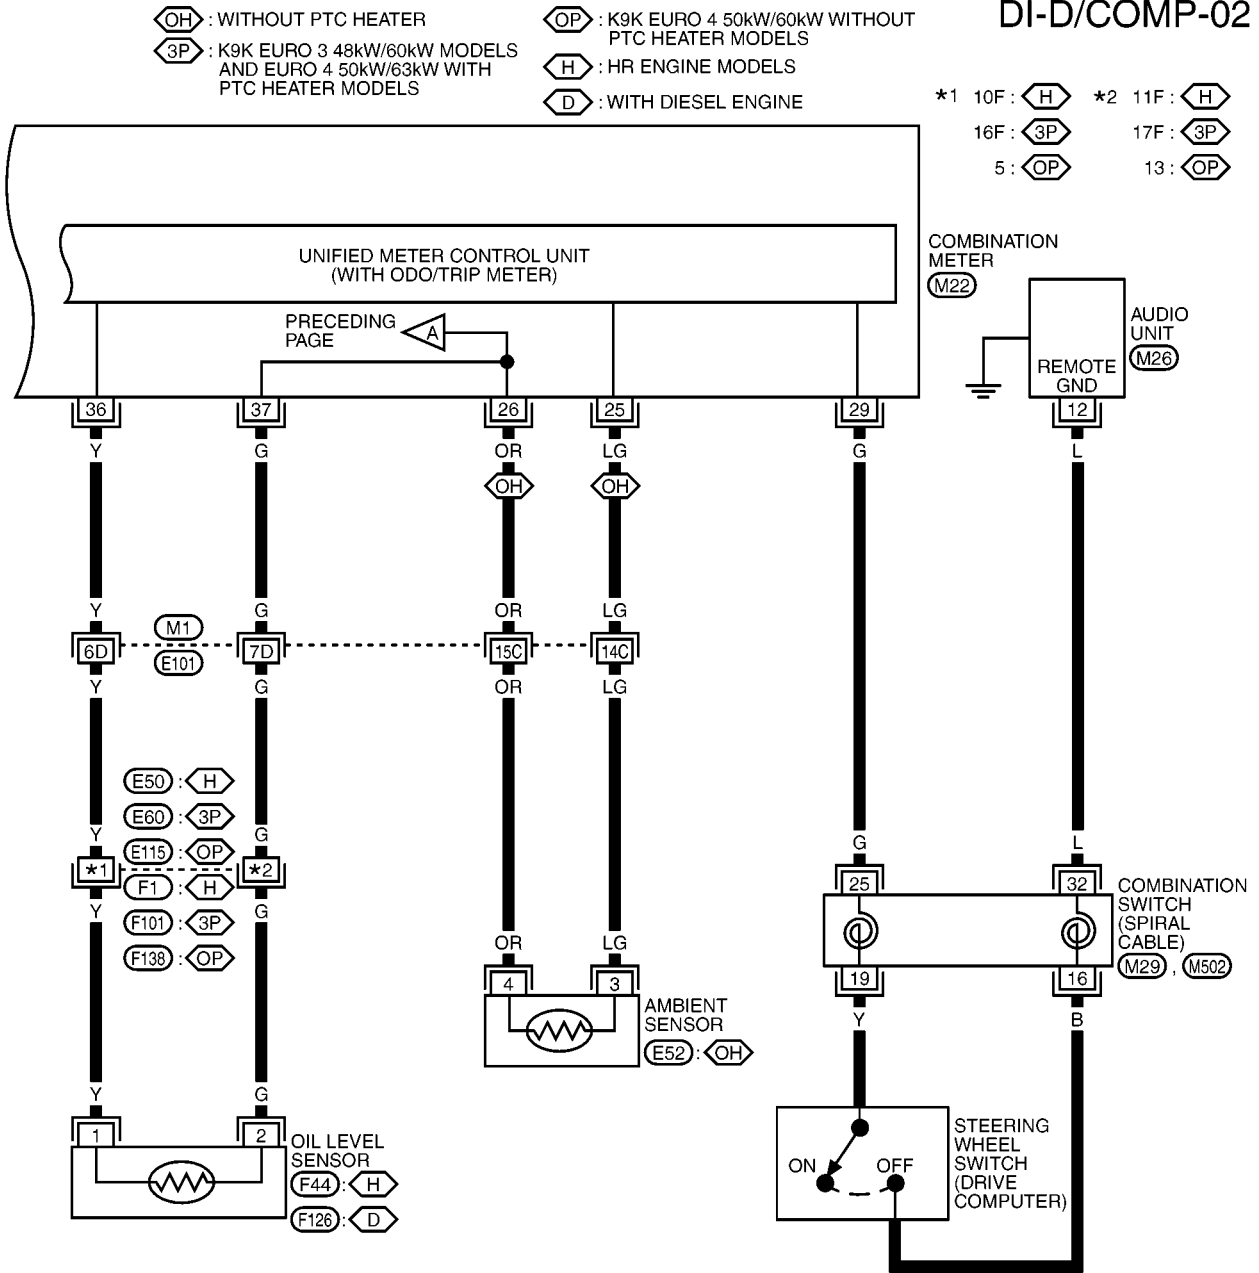 DI-D/COMP-02
OH : WITHOUT PTC HEATER
3P : K9K EURO 3 48kW/60kW MODELS
AND EURO 4 50kW/63kW WITH
PTC HEATER MODELS
OP : K9K EURO 4 50kW/60kW WITHOUT
PTC HEATER MODELS
H : HR ENGINE MODELS
D : WITH DIESEL ENGINE
*1 10F : H *2 11F : H
16F : 3P 17F : 3P
5 : OP 13 : OP
UNIFIED METER CONTROL UNIT
(WITH ODO/TRIP METER)
COMBINATION
METER
M22
PRECEDING
PAGE
A
AUDIO
UNIT
M26
REMOTE
GND
36 37 26 25 29 12
Y G OR LG G L
OH OH
Y G OR LG
M1
6D 7D 15C 14C
E101
Y G OR LG
E50 : H
E60 : 3P
Y G G L
E115 : OP
*1 *2
F1 : H
Y G
F101 : 3P
F138 : OP
25 32
COMBINATION
SWITCH
(SPIRAL
CABLE)
M29 , M502
19 16
OR LG
4 3
AMBIENT
SENSOR
E52 : OH
Y B
Y G
1 2
OIL LEVEL
SENSOR
F44 : H
F126 : D
ON OFF
STEERING
WHEEL
SWITCH
(DRIVE
COMPUTER)